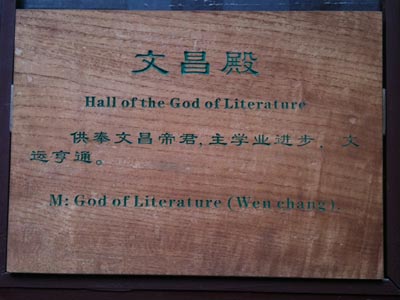 文昌殿
Hall of the God of Literature
供奉文昌帝君,主学业进步, 文
运亨通。
M: God of Literature (Wen chang).